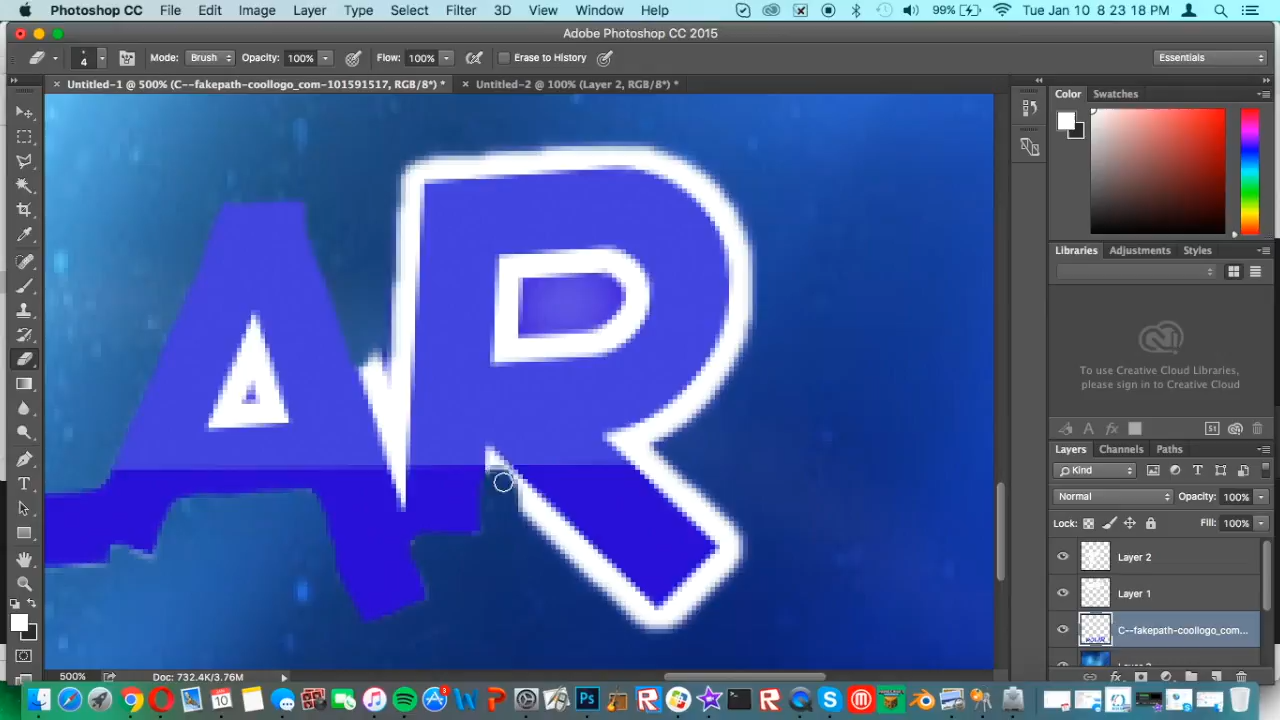 Photoshop CC File Edit Image Layer Type Select Filter 3D View Window Help 99% Tue Jan 10 8 23 18 PM
Adobe Photoshop CC 2015
4 Mode: Brush Opacity: 100% Flow: 100% Erase to History Essentials
× Untitled-1 @ 500% (C--fakepath-coollogo_com-101591517, RGB/8*) * × Untitled-2 @ 100% (Layer 2, RGB/8*) *
Color Swatches
Libraries Adjustments Styles
To use Creative Cloud Libraries,
please sign in to Creative Cloud
Layers Channels Paths
Kind
Normal Opacity: 100%
Lock: Fill: 100%
Layer 2
Layer 1
C--fakepath-coollogo_com...
AR
500% Doc: 732.4K/3.76M